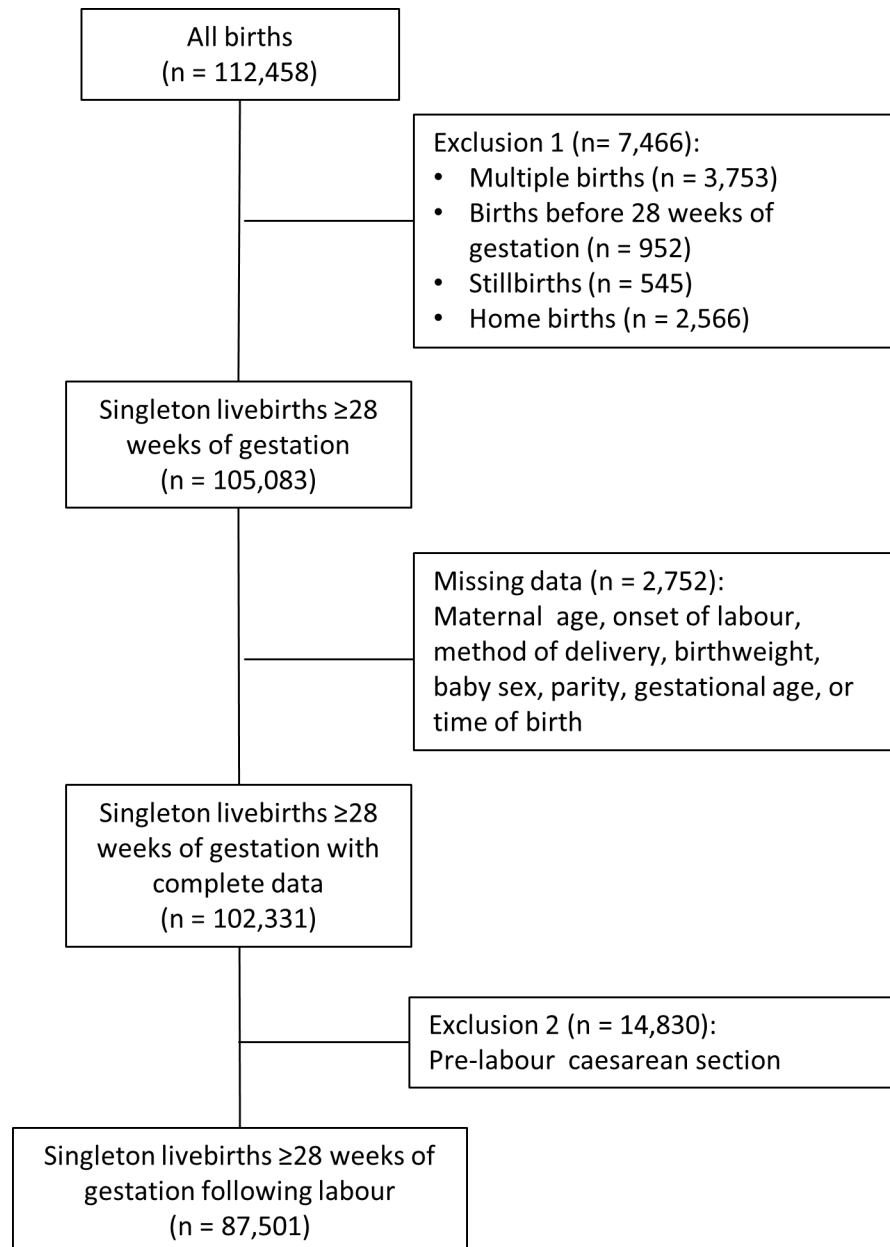 All births
(n = 112,458)
Exclusion 1 (n= 7,466):
• Multiple births (n = 3,753)
• Births before 28 weeks of
gestation (n = 952)
• Stillbirths (n = 545)
• Home births (n = 2,566)
Singleton livebirths ≥28
weeks of gestation
(n = 105,083)
Missing data (n = 2,752):
Maternal  age, onset of labour,
method of delivery, birthweight,
baby sex, parity, gestational age, or
time of birth
Singleton livebirths ≥28
weeks of gestation with
complete data
(n = 102,331)
Exclusion 2 (n = 14,830):
Pre-labour  caesarean section
Singleton livebirths ≥28 weeks of
gestation following labour
(n = 87,501)